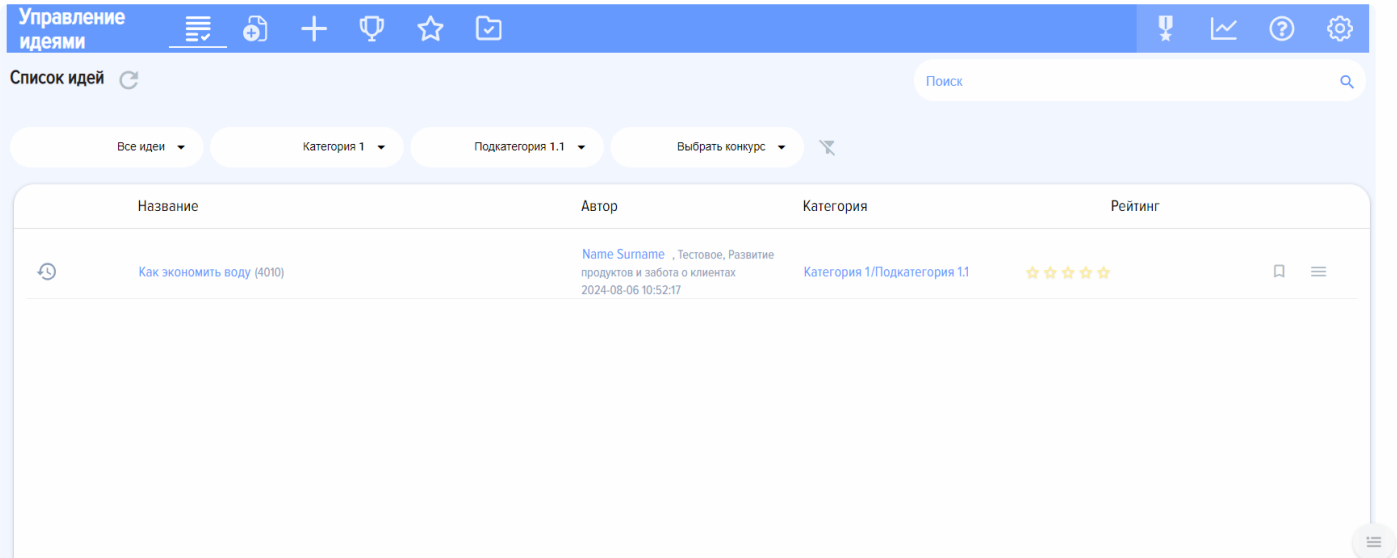 Управление
идеями
Список идей
Поиск
Все идеи
Категория 1
Подкатегория 1.1
Выбрать конкурс
Название Автор Категория Рейтинг
Name Surname , Тестовое, Развитие
Как экономить воду (4010) продуктов и забота о клиентах Категория 1/Подкатегория 1.1
2024-08-06 10:52:17